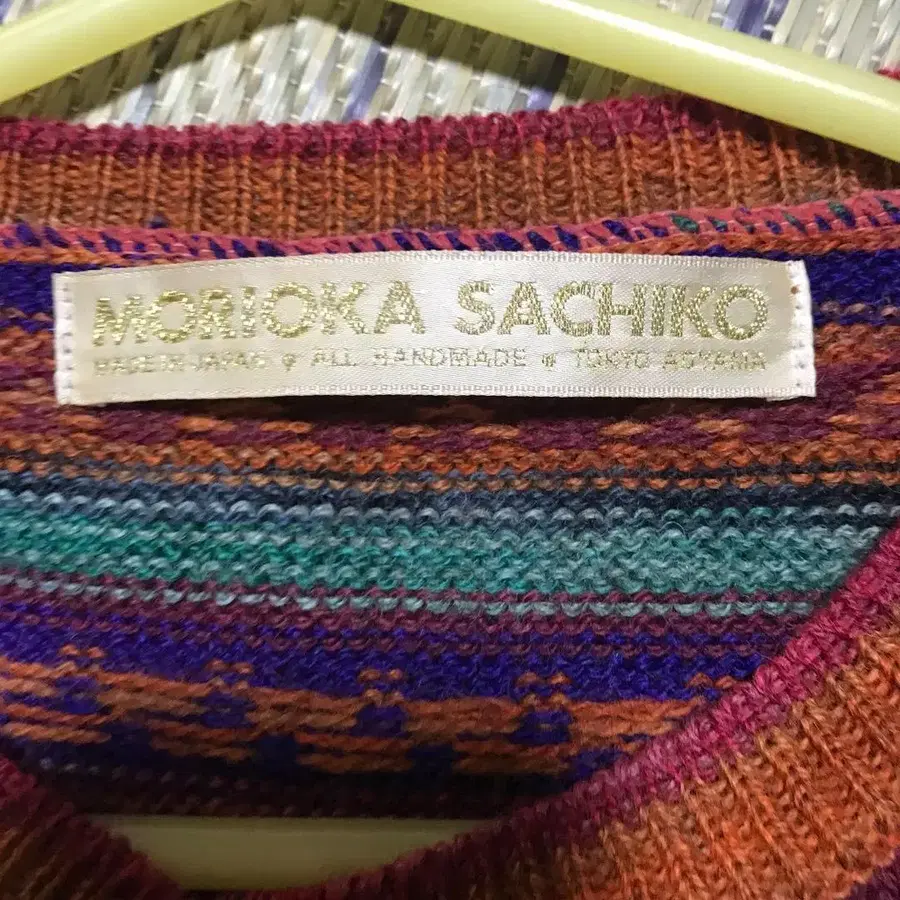 MORIOKA SACHIKO
MADE IN JAPAN ALL HANDMADE TOKYO AOYAMA